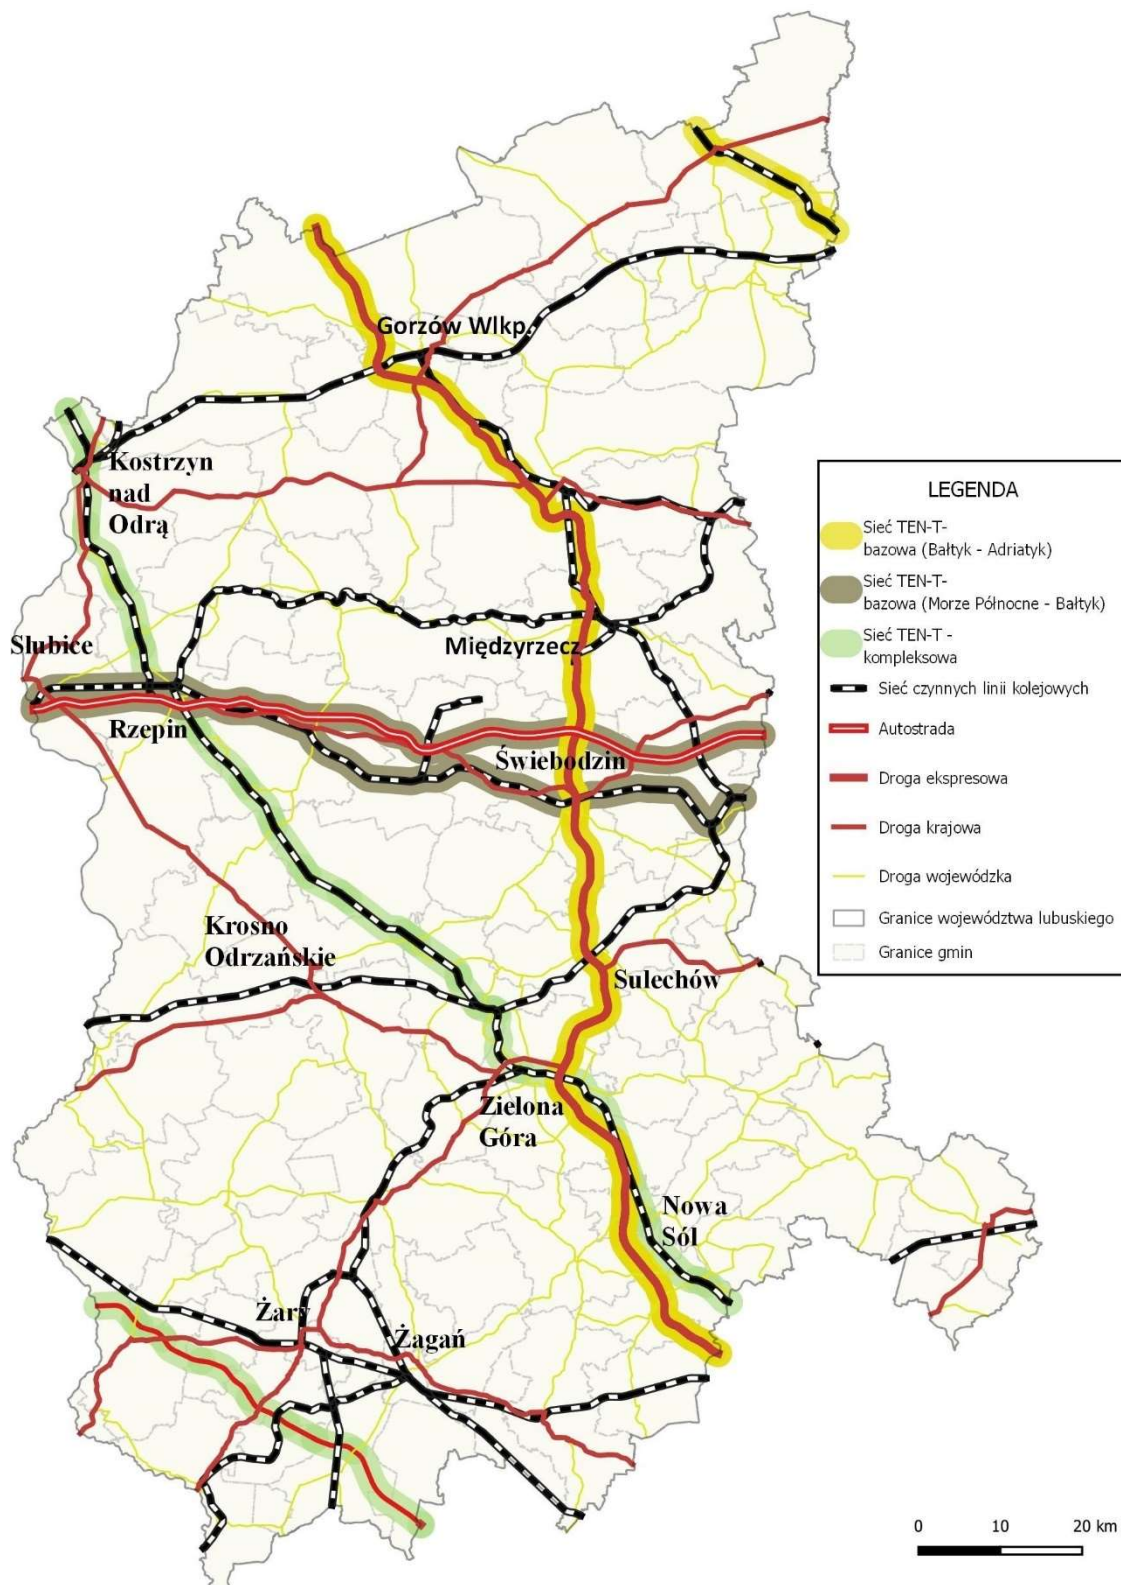 Gorzów Wlkp.
Kostrzyn
nad
Odrą
Słubice
Międzyrzecz
Rzepin
Świebodzin
Krosno
Odrzańskie
Sulechów
Zielona
Góra
Nowa
Sól
Żary
Żagań
LEGENDA
Sieć TEN-T-
bazowa (Bałtyk - Adriatyk)
Sieć TEN-T-
bazowa (Morze Północne - Bałtyk)
Sieć TEN-T -
kompleksowa
Sieć czynnych linii kolejowych
Autostrada
Droga ekspresowa
Droga krajowa
Droga wojewódzka
Granice województwa lubuskiego
Granice gmin
0 10 20 km